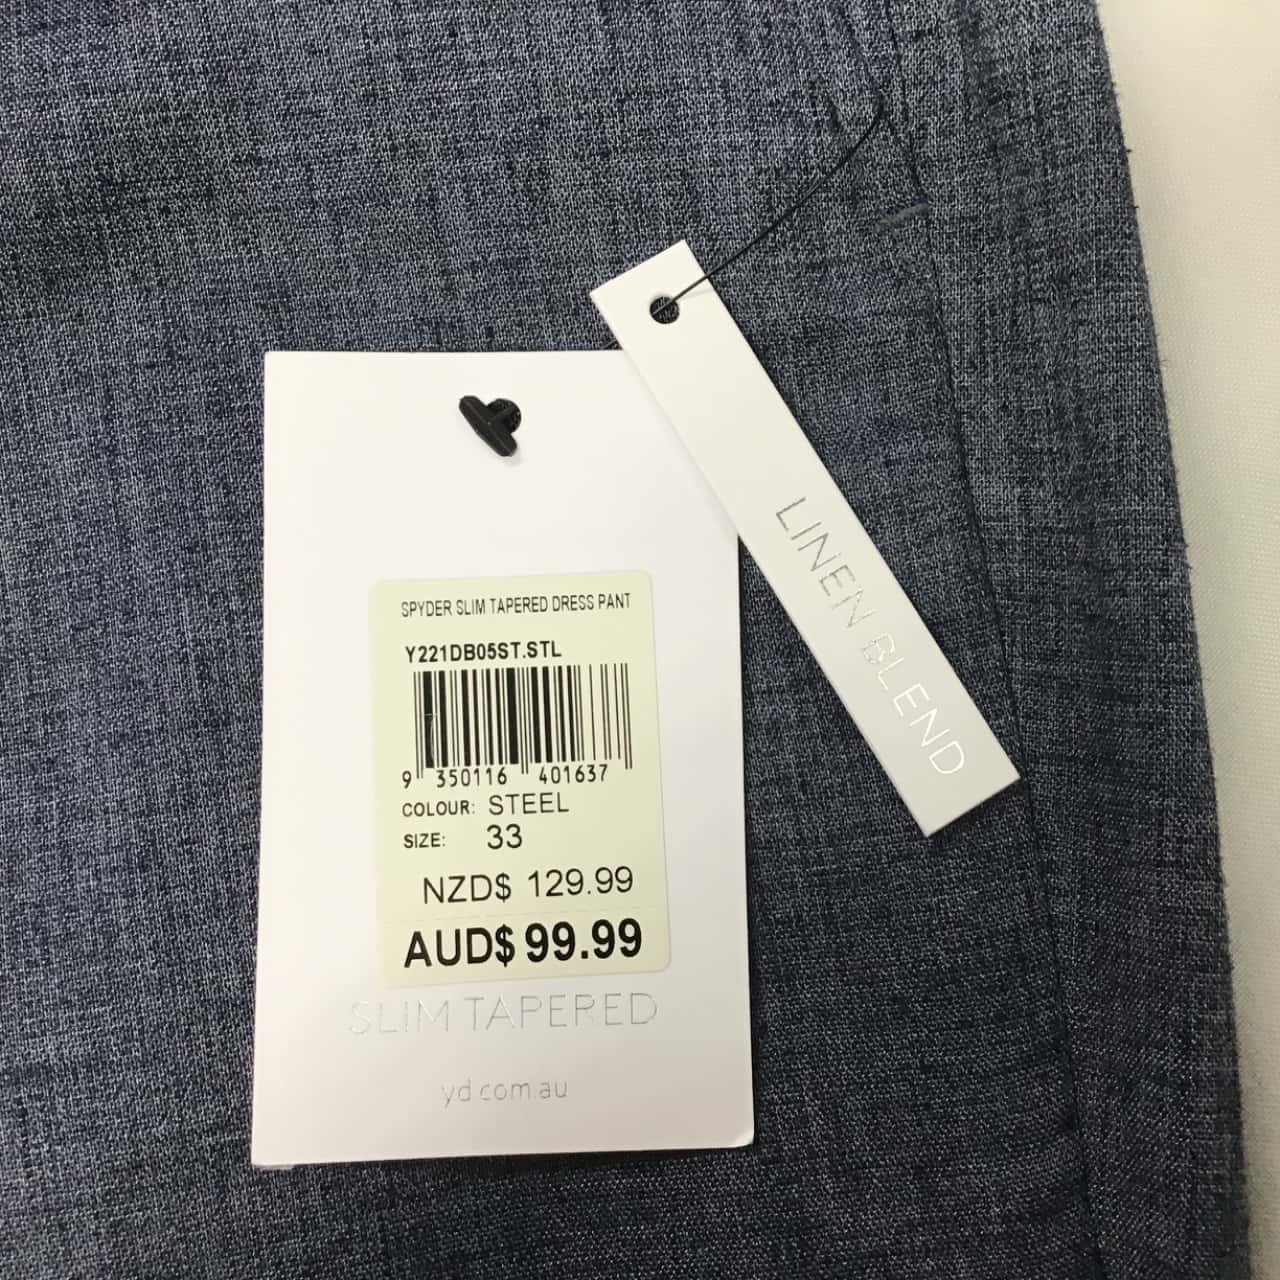 SPYDER SLIM TAPERED DRESS PANT
Y221DB05ST.STL
9 350116 401637
COLOUR: STEEL
SIZE: 33
NZD$ 129.99
AUD$ 99.99
SLIM TAPERED
yd.com.au
LINEN BLEND